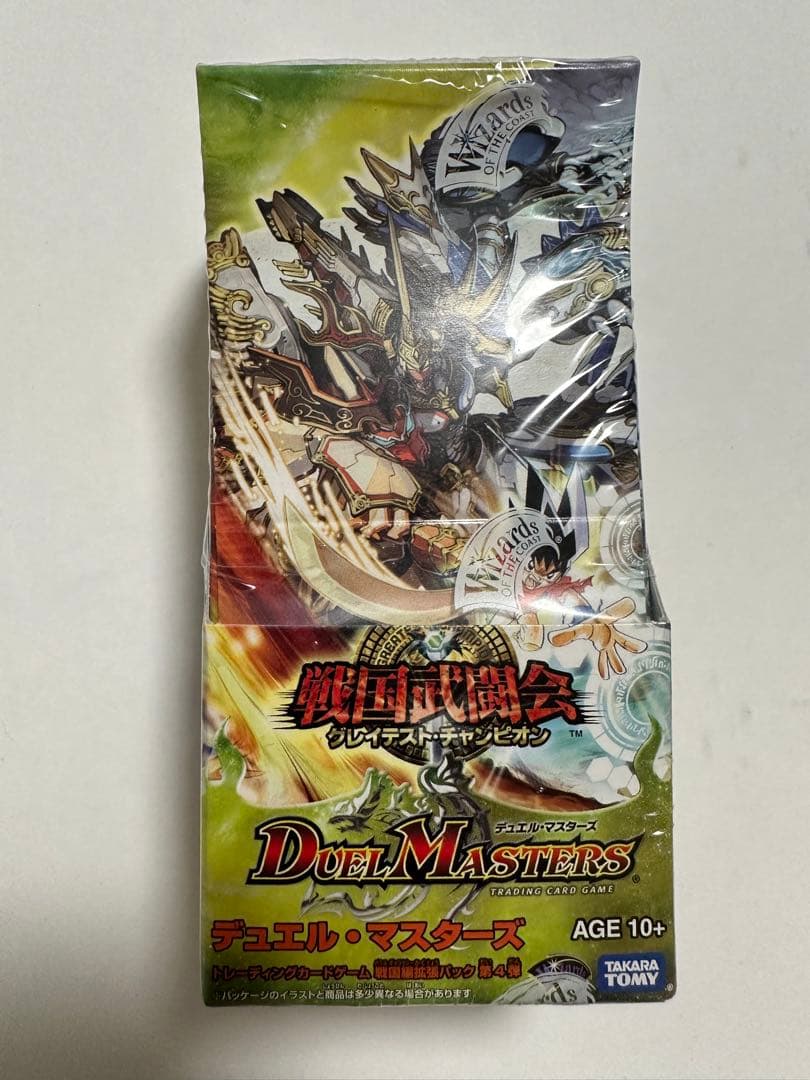 Wizards
OF THE COAST
Wizards
OF THE COAST®
GREATE
戦国武闘会
グレイテスト・チャンピオン
™
デュエル・マスターズ
DUEL MASTERS®
TRADING CARD GAME
デュエル・マスターズ
AGE 10+
トレーディングカードゲーム 戦国編拡張パック 第4弾
※パッケージのイラストと商品は多少異なる場合があります
TAKARA
TOMY
®